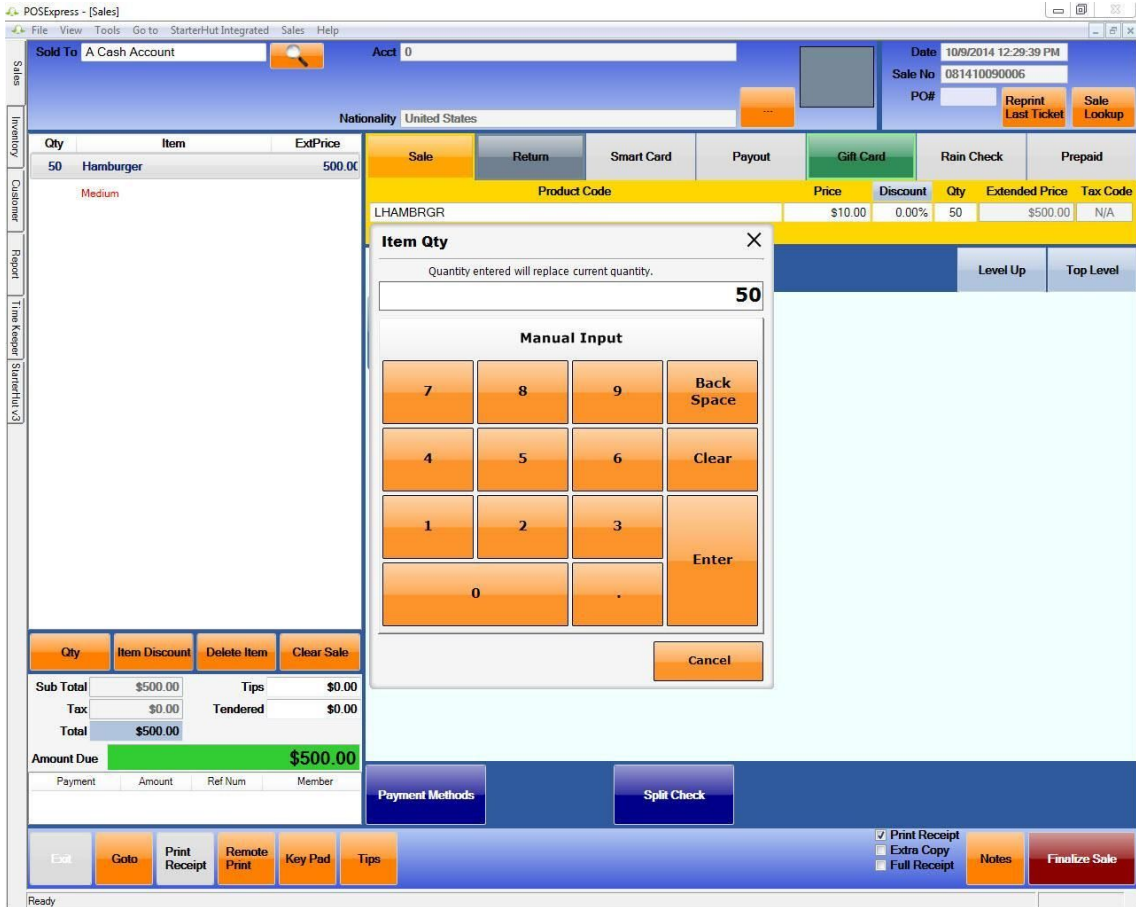 POSExpress - [Sales]
File View Tools Go to StarterHut Integrated Sales Help
Sales
Inventory
Customer
Report
Time Keeper
StarterHut v3
Sold To A Cash Account
Acct 0
Nationality United States
...
Date 10/9/2014 12:29:39 PM
Sale No 081410090006
PO#
Reprint
Last Ticket
Sale
Lookup
Qty Item ExtPrice
50 Hamburger 500.00
Medium
Sale Return Smart Card Payout Gift Card Rain Check Prepaid
Product Code Price Discount Qty Extended Price Tax Code
LHAMBRGR $10.00 0.00% 50 $500.00 N/A
Level Up Top Level
Item Qty
Quantity entered will replace current quantity.
50
Manual Input
7 8 9 Back
Space
4 5 6 Clear
1 2 3 Enter
0 .
Cancel
Qty Item Discount Delete Item Clear Sale
Sub Total $500.00 Tips $0.00
Tax $0.00 Tendered $0.00
Total $500.00
Amount Due $500.00
Payment Amount Ref Num Member
Payment Methods Split Check
Exit Goto Print
Receipt Remote
Print Key Pad Tips
Print Receipt
Extra Copy
Full Receipt
Notes Finalize Sale
Ready